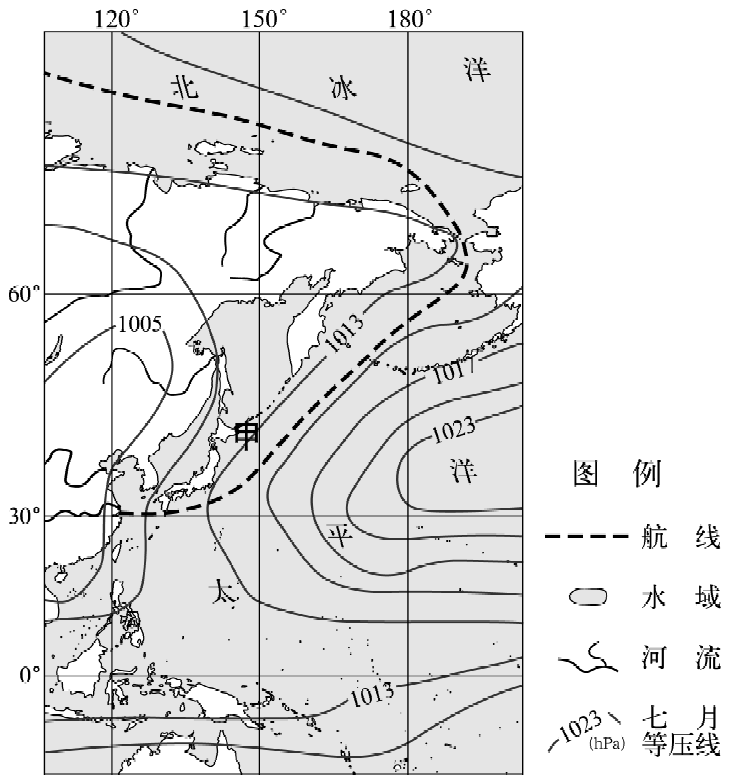 120° 150° 180°
北 冰 洋
60°
1005
1013
1017
甲
1023
洋
30°
平
太
0°
1013
图 例
航 线
水 域
河 流
1023
(hPa)
七 月
等压线